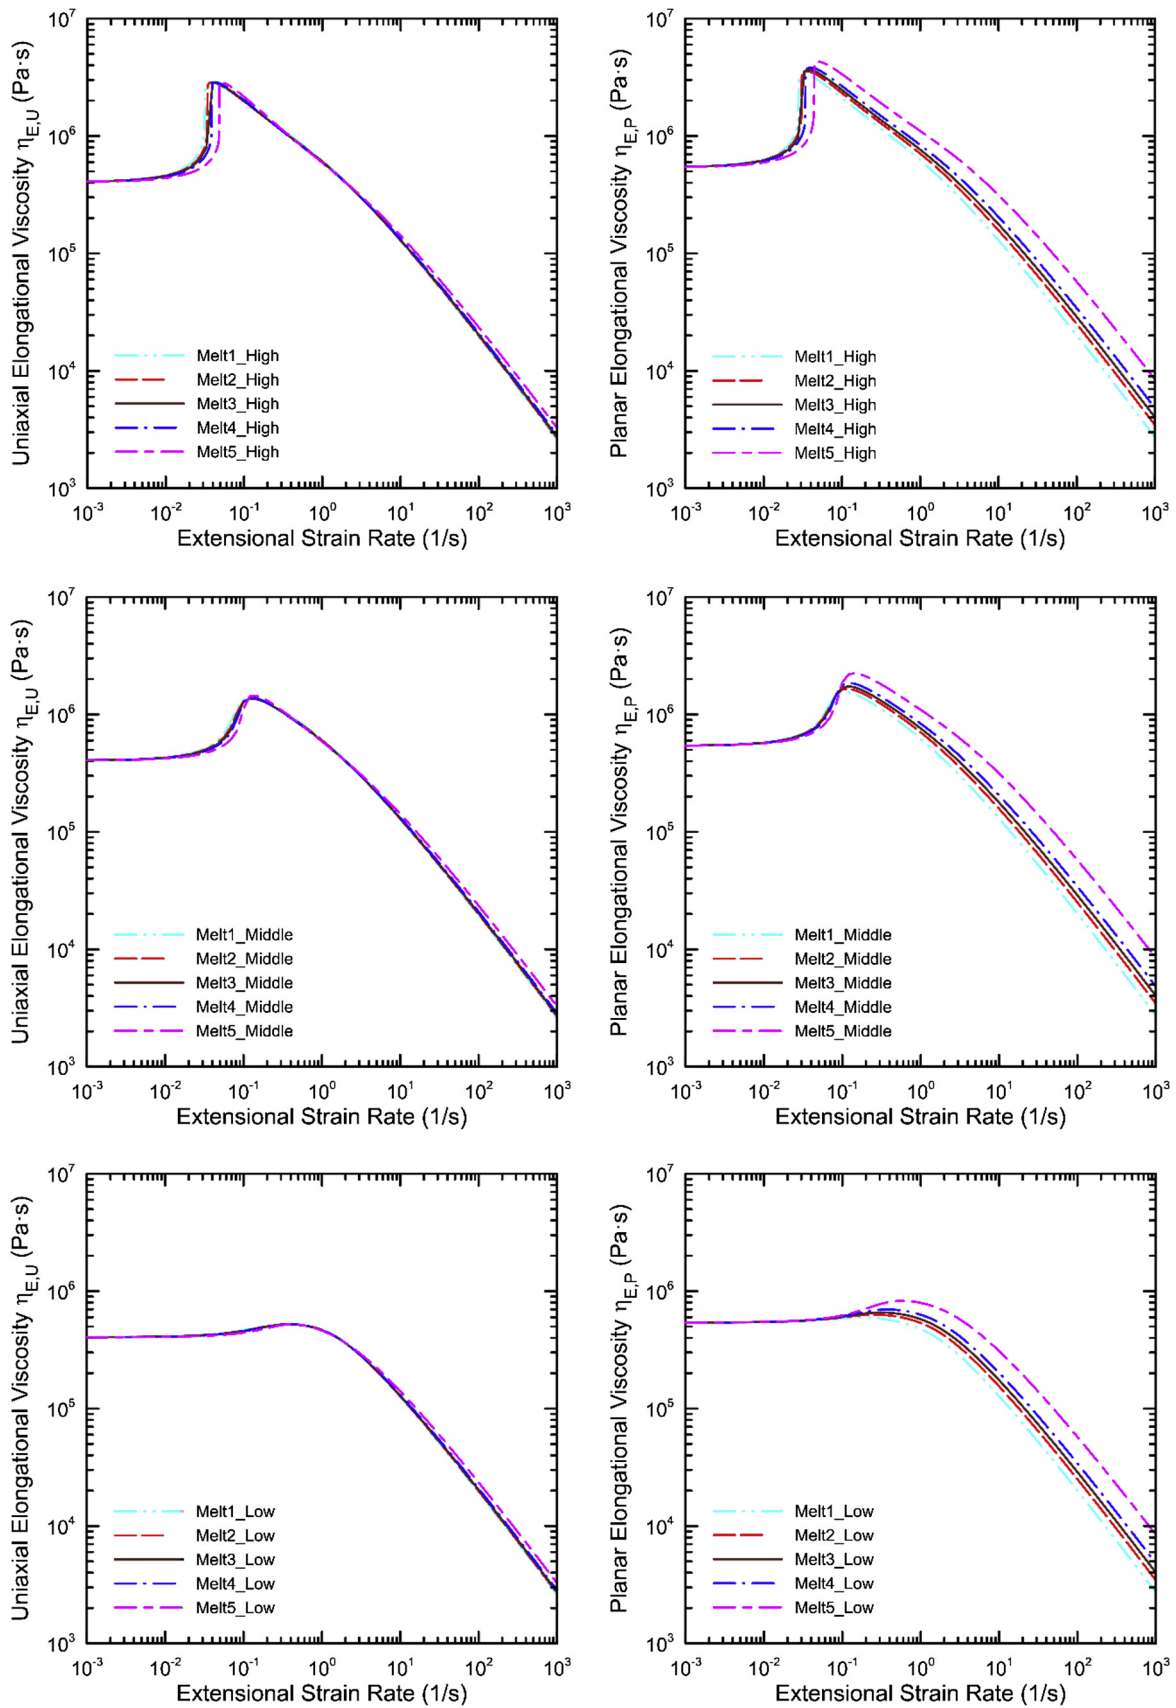 10^7
10^6
10^5
10^4
10^3
Uniaxial Elongational Viscosity η_E,U (Pa·s)
Melt1_High
Melt2_High
Melt3_High
Melt4_High
Melt5_High
10^-3 10^-2 10^-1 10^0 10^1 10^2 10^3
Extensional Strain Rate (1/s)
10^7
10^6
10^5
10^4
10^3
Planar Elongational Viscosity η_E,P (Pa·s)
Melt1_High
Melt2_High
Melt3_High
Melt4_High
Melt5_High
10^-3 10^-2 10^-1 10^0 10^1 10^2 10^3
Extensional Strain Rate (1/s)
10^7
10^6
10^5
10^4
10^3
Uniaxial Elongational Viscosity η_E,U (Pa·s)
Melt1_Middle
Melt2_Middle
Melt3_Middle
Melt4_Middle
Melt5_Middle
10^-3 10^-2 10^-1 10^0 10^1 10^2 10^3
Extensional Strain Rate (1/s)
10^7
10^6
10^5
10^4
10^3
Planar Elongational Viscosity η_E,P (Pa·s)
Melt1_Middle
Melt2_Middle
Melt3_Middle
Melt4_Middle
Melt5_Middle
10^-3 10^-2 10^-1 10^0 10^1 10^2 10^3
Extensional Strain Rate (1/s)
10^7
10^6
10^5
10^4
10^3
Uniaxial Elongational Viscosity η_E,U (Pa·s)
Melt1_Low
Melt2_Low
Melt3_Low
Melt4_Low
Melt5_Low
10^-3 10^-2 10^-1 10^0 10^1 10^2 10^3
Extensional Strain Rate (1/s)
10^7
10^6
10^5
10^4
10^3
Planar Elongational Viscosity η_E,P (Pa·s)
Melt1_Low
Melt2_Low
Melt3_Low
Melt4_Low
Melt5_Low
10^-3 10^-2 10^-1 10^0 10^1 10^2 10^3
Extensional Strain Rate (1/s)